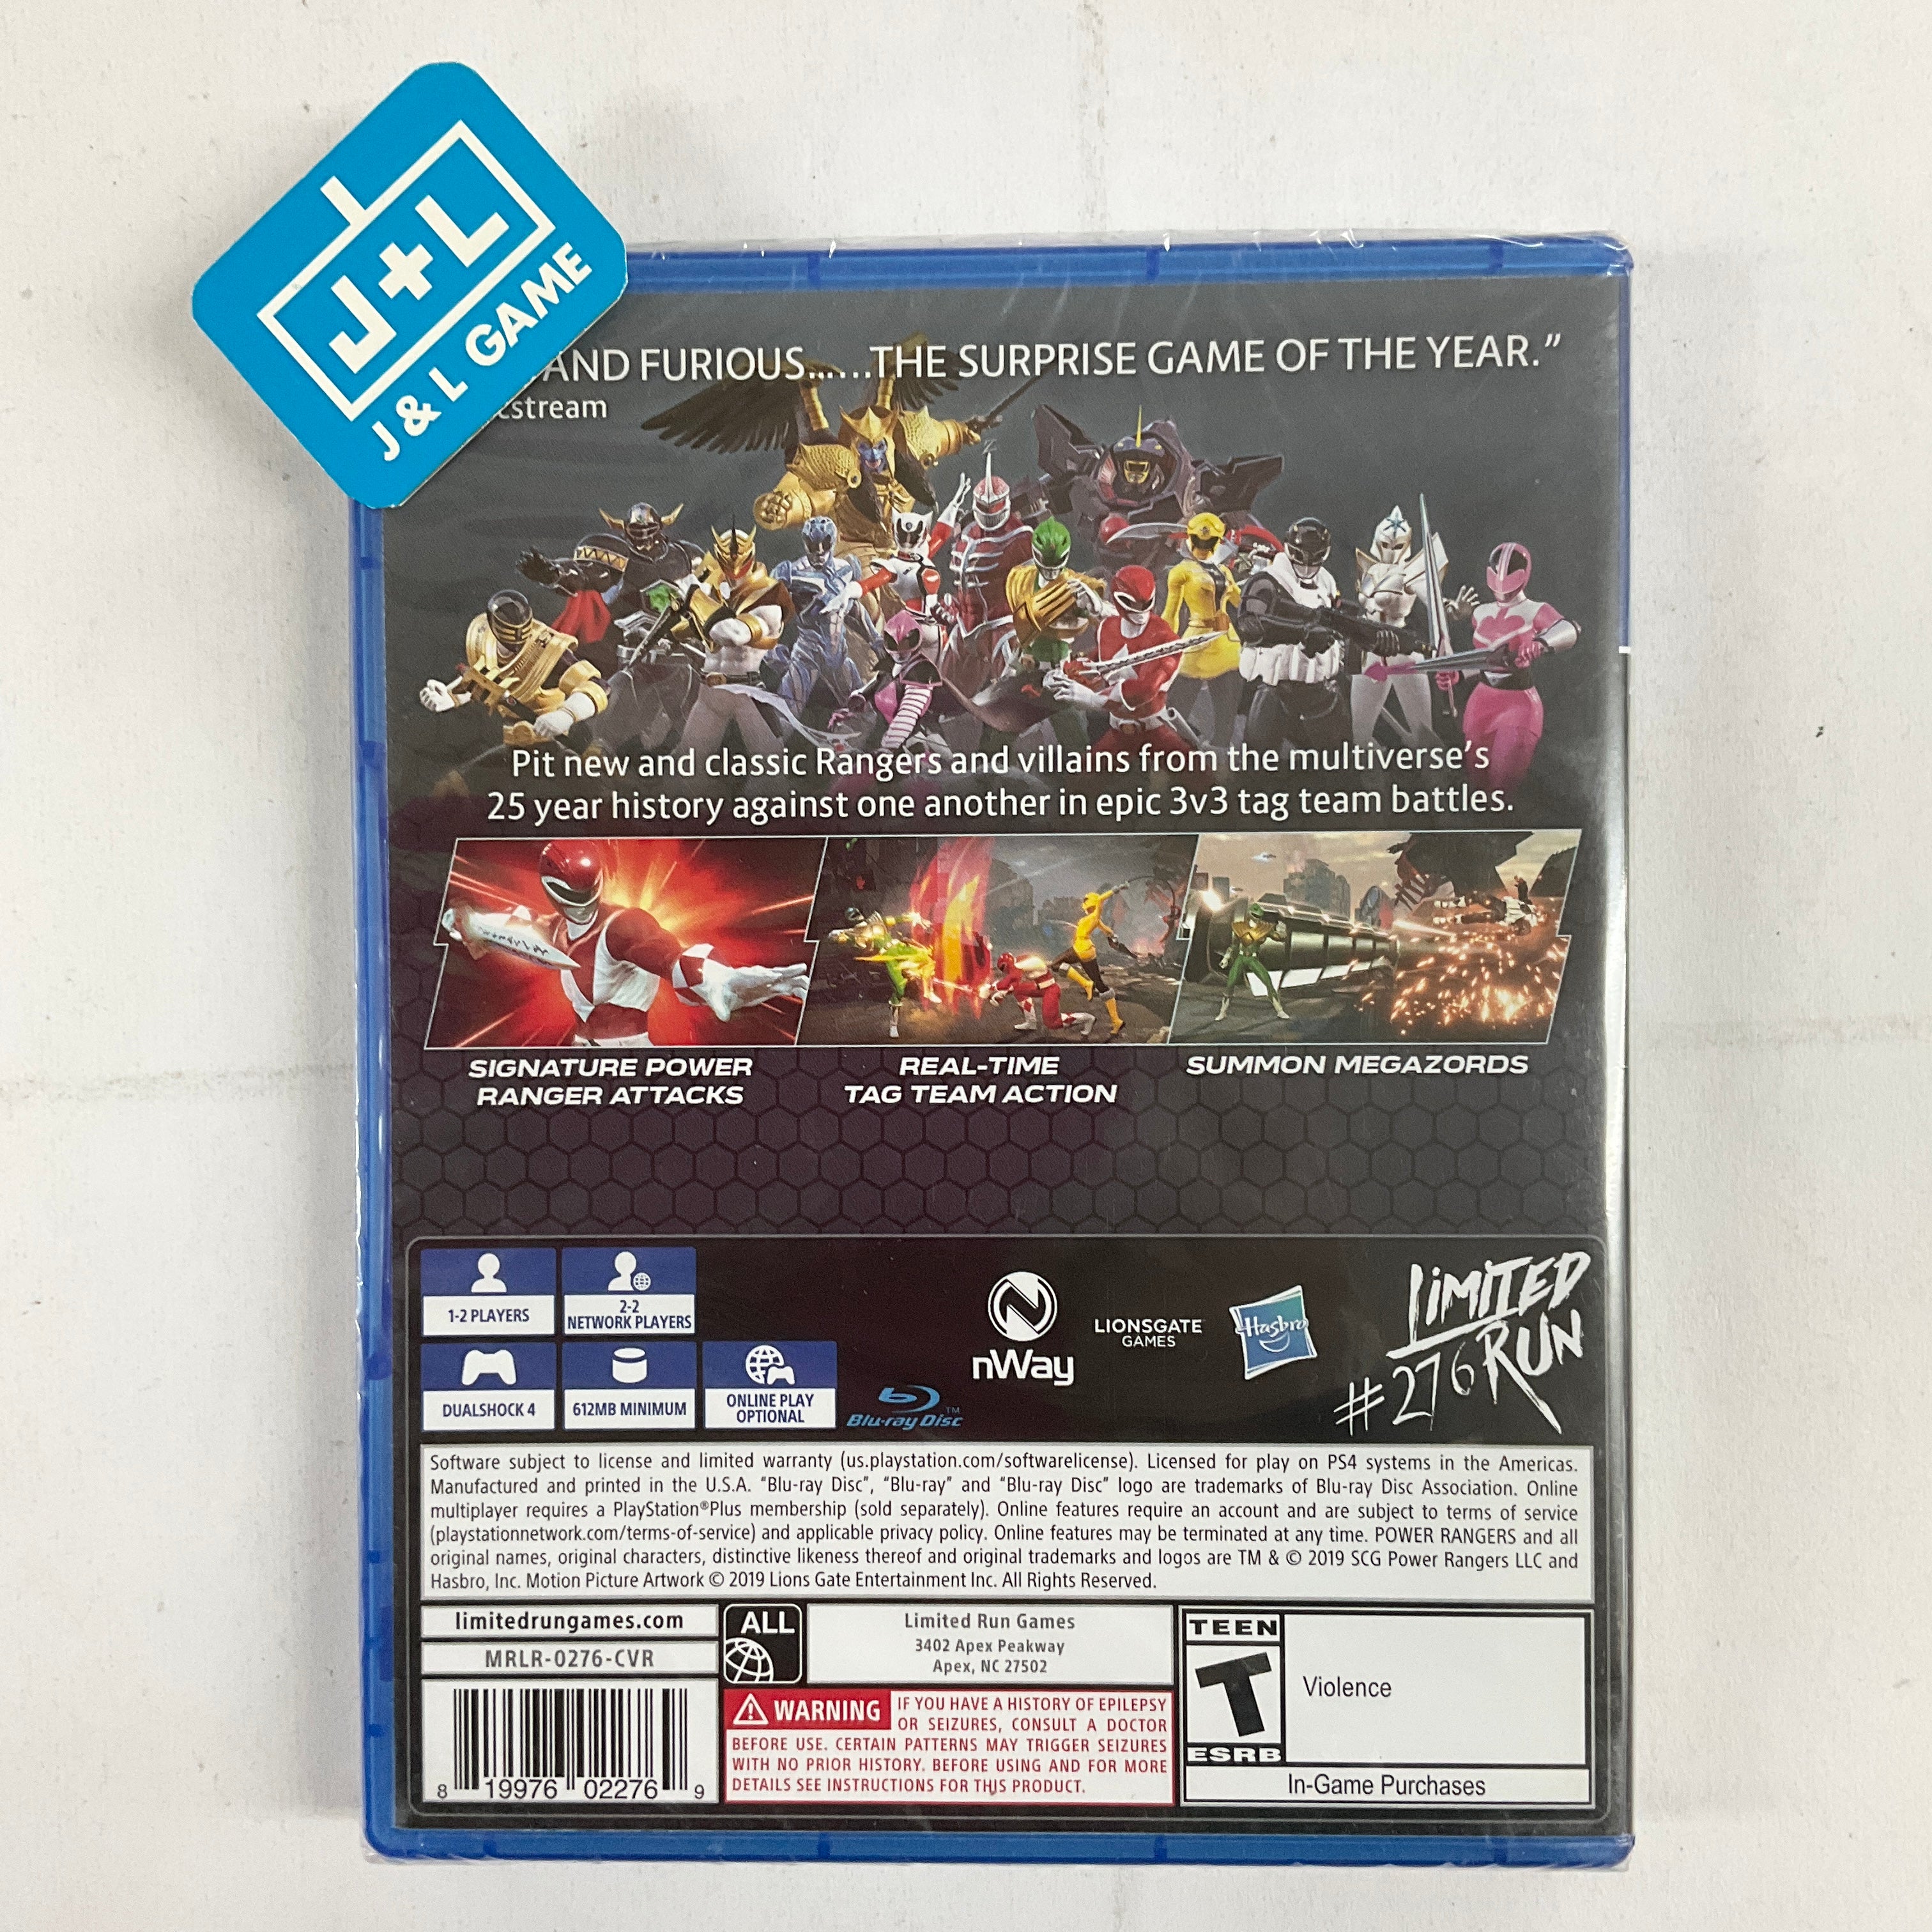 J+L
J & L GAME
AND FURIOUS......THE SURPRISE GAME OF THE YEAR.”
Pit new and classic Rangers and villains from the multiverse's
25 year history against one another in epic 3v3 tag team battles.
SIGNATURE POWER
RANGER ATTACKS
REAL-TIME
TAG TEAM ACTION
SUMMON MEGAZORDS
1-2 PLAYERS
2-2
NETWORK PLAYERS
DUALSHOCK 4
612MB MINIMUM
ONLINE PLAY
OPTIONAL
Blu-ray Disc™
nWay
LIONSGATE
GAMES
Hasbro
LIMITED
RUN
#276
Software subject to license and limited warranty (us.playstation.com/softwarelicense). Licensed for play on PS4 systems in the Americas.
Manufactured and printed in the U.S.A. “Blu-ray Disc”, “Blu-ray” and “Blu-ray Disc” logo are trademarks of Blu-ray Disc Association. Online
multiplayer requires a PlayStation®Plus membership (sold separately). Online features require an account and are subject to terms of service
(playstationnetwork.com/terms-of-service) and applicable privacy policy. Online features may be terminated at any time. POWER RANGERS and all
original names, original characters, distinctive likeness thereof and original trademarks and logos are TM & © 2019 SCG Power Rangers LLC and
Hasbro, Inc. Motion Picture Artwork © 2019 Lions Gate Entertainment Inc. All Rights Reserved.
limitedrungames.com
MRLR-0276-CVR
8 19976 02276 9
ALL
Limited Run Games
3402 Apex Peakway
Apex, NC 27502
WARNING IF YOU HAVE A HISTORY OF EPILEPSY
OR SEIZURES, CONSULT A DOCTOR
BEFORE USE. CERTAIN PATTERNS MAY TRIGGER SEIZURES
WITH NO PRIOR HISTORY. BEFORE USING AND FOR MORE
DETAILS SEE INSTRUCTIONS FOR THIS PRODUCT.
TEEN
T
ESRB
Violence
In-Game Purchases